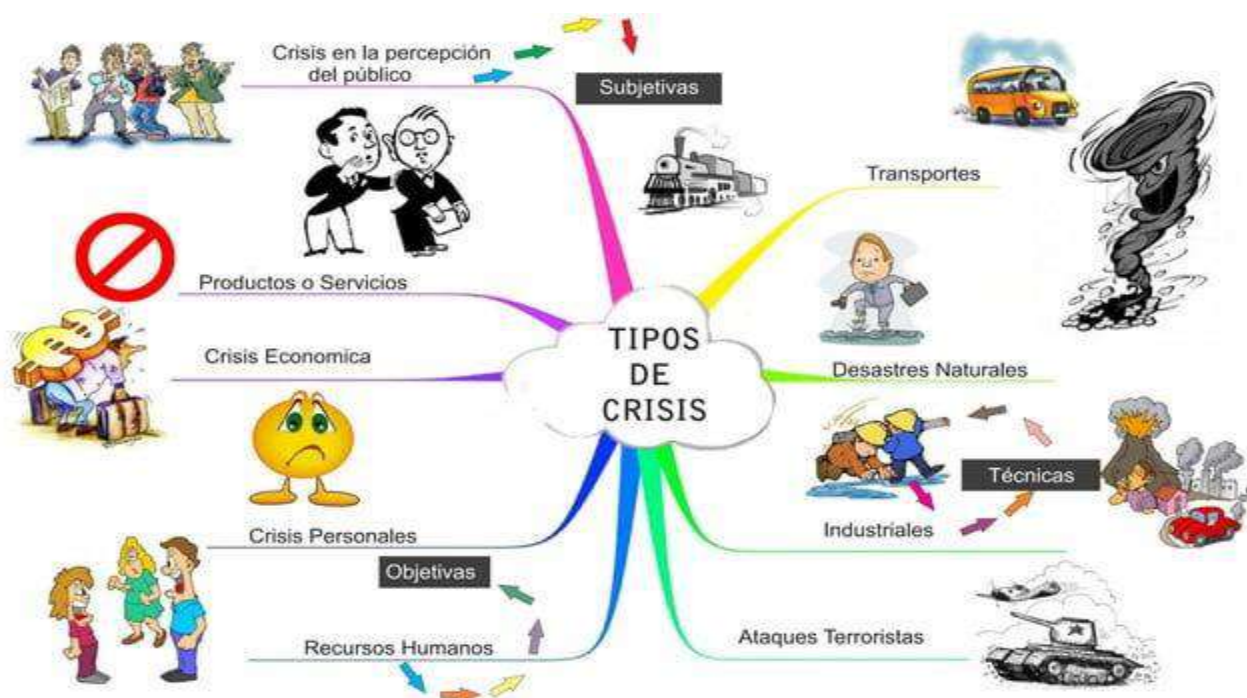 Crisis en la percepción
del público
Subjetivas
Transportes
Productos o Servicios
Crisis Economica
TIPOS
DE
CRISIS
Desastres Naturales
Técnicas
Industriales
Crisis Personales
Objetivas
Recursos Humanos
Ataques Terroristas